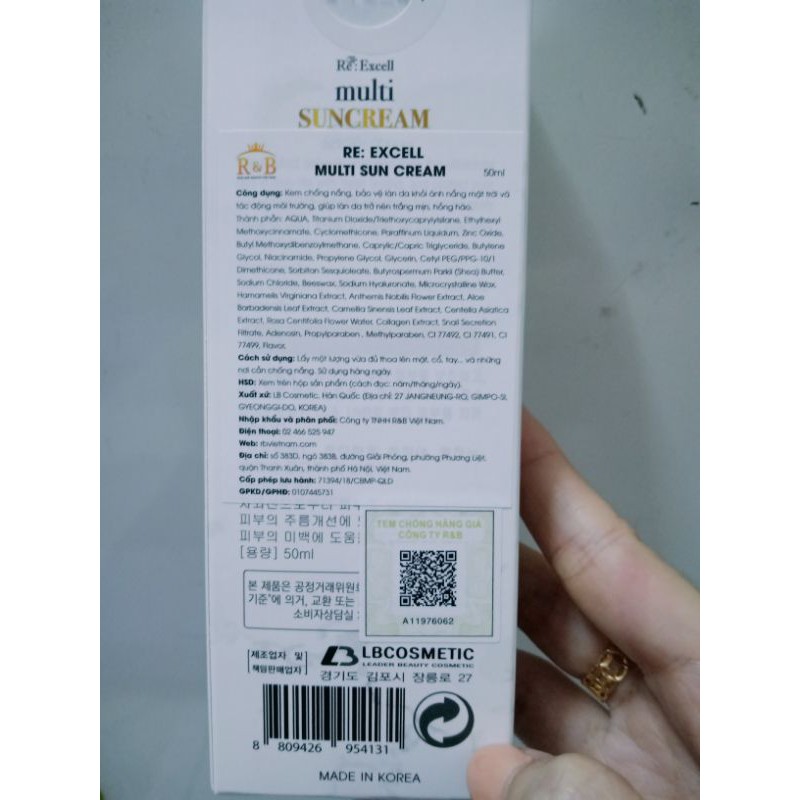 Re: Excell
multi
SUNCREAM
R&B
RE: EXCELL
MULTI SUN CREAM
50ml
Công dụng: Kem chống nắng, bảo vệ làn da khỏi ánh nắng mặt trời và
tác động môi trường, giúp làn da trở nên trắng mịn, hồng hào.
Thành phần: AQUA, Titanium Dioxide/Triethoxycaprylylsilane, Ethylhexyl
Methoxycinnamate, Cyclomethicone, Paraffinum Liquidum, Zinc Oxide,
Butyl Methoxydibenzoylmethane, Caprylic/Capric Triglyceride, Butylene
Glycol, Niacinamide, Propylene Glycol, Glycerin, Cetyl PEG/PPG-10/1
Dimethicone, Sorbitan Sesquioleate, Butyrospermum Parkii (Shea) Butter,
Sodium Chloride, Beeswax, Sodium Hyaluronate, Microcrystalline Wax,
Hamamelis Virginiana Extract, Anthemis Nobilis Flower Extract, Aloe
Barbadensis Leaf Extract, Camellia Sinensis Leaf Extract, Centella Asiatica
Extract, Rosa Centifolia Flower Water, Collagen Extract, Snail Secretion
Filtrate, Adenosin, Propylparaben , Methylparaben, CI 77492, CI 77491, CI
77499, Flavor.
Cách sử dụng: Lấy một lượng vừa đủ thoa lên mặt, cổ, tay... và những
nơi cần chống nắng. Sử dụng hàng ngày.
HSD: Xem trên hộp sản phẩm (cách đọc: năm/tháng/ngày).
Xuất xứ: LB Cosmetic, Hàn Quốc (Địa chỉ: 27 JANGNEUNG-RO, GIMPO-SI,
GYEONGGI-DO, KOREA)
Nhập khẩu và phân phối: Công ty TNHH R&B Việt Nam.
Điện thoại: 02 466 525 947
Web: rbvietnam.com
Địa chỉ: số 383D, ngõ 383B, đường Giải Phóng, phường Phương Liệt,
quận Thanh Xuân, thành phố Hà Nội, Việt Nam.
Cấp phép lưu hành: 71394/18/CBMP-QLD
GPKD/GPHĐ: 0107445731
피부의 주름개선에
피부의 미백에 도움
[용량] 50ml
TEM CHỐNG HÀNG GIẢ
CÔNG TY R&B
A11976062
본 제품은 공정거래위원회
기준"에 의거, 교환 또는
소비자상담실
제조업자 및
책임판매업자
LBCOSMETIC
LEADER BEAUTY COSMETIC
경기도 김포시 장릉로 27
8 809426 954131
MADE IN KOREA